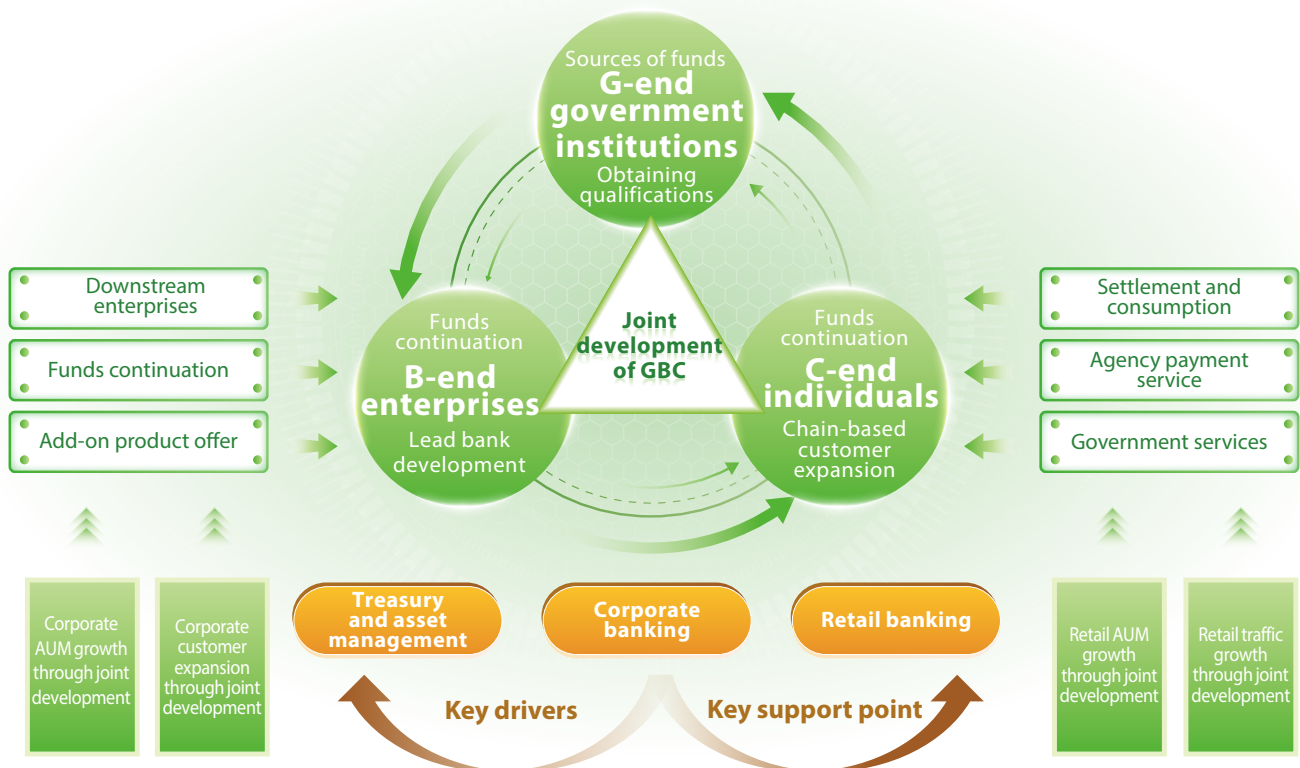 Sources of funds
G-end
government
institutions
Obtaining
qualifications
Downstream
enterprises
Funds continuation
Add-on product offer
Funds
continuation
B-end
enterprises
Lead bank
development
Joint
development
of GBC
Funds
continuation
C-end
individuals
Chain-based
customer
expansion
Settlement and
consumption
Agency payment
service
Government services
Corporate
AUM growth
through joint
development
Corporate
customer
expansion
through joint
development
Treasury
and asset
management
Corporate
banking
Retail banking
Key drivers
Key support point
Retail AUM
growth
through joint
development
Retail traffic
growth
through joint
development